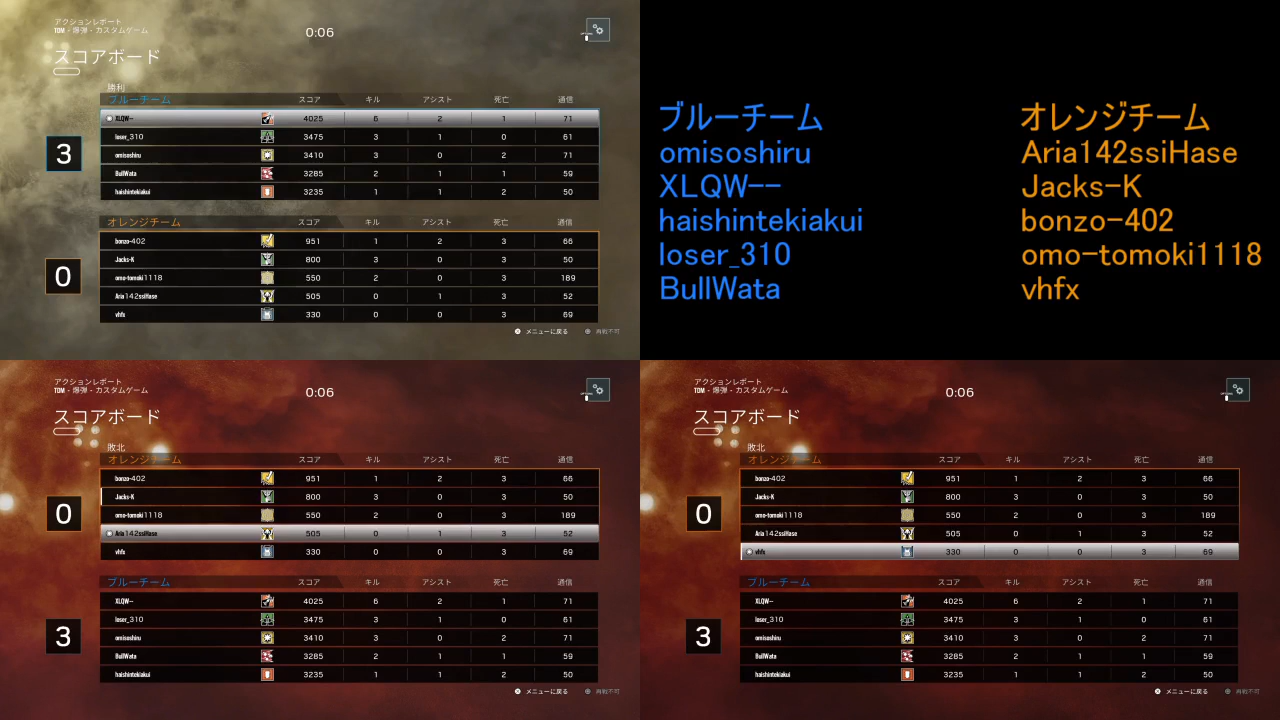 アクションレポート
TDM - 爆弾 - カスタムゲーム
0:06
スコアボード
勝利
ブルーチーム スコア キル アシスト 死亡 通信
XLQW-- 4025 6 2 1 71
loser_310 3475 3 1 0 61
3
omisoshiru 3410 3 0 2 71
BullWata 3285 2 1 1 59
haishintekiakui 3235 1 1 2 50
オレンジチーム スコア キル アシスト 死亡 通信
bonzo-402 951 1 2 3 66
Jacks-K 800 3 0 3 50
0
omo-tomoki1118 550 2 0 3 189
Aria142ssiHase 505 0 1 3 52
vhfx 330 0 0 3 69
メニューに戻る 再戦不可
ブルーチーム
omisoshiru
XLQW--
haishintekiakui
loser_310
BullWata
オレンジチーム
Aria142ssiHase
Jacks-K
bonzo-402
omo-tomoki1118
vhfx
アクションレポート
TDM - 爆弾 - カスタムゲーム
0:06
スコアボード
敗北
オレンジチーム スコア キル アシスト 死亡 通信
bonzo-402 951 1 2 3 66
Jacks-K 800 3 0 3 50
0
omo-tomoki1118 550 2 0 3 189
Aria142ssiHase 505 0 1 3 52
vhfx 330 0 0 3 69
ブルーチーム スコア キル アシスト 死亡 通信
XLQW-- 4025 6 2 1 71
loser_310 3475 3 1 0 61
3
omisoshiru 3410 3 0 2 71
BullWata 3285 2 1 1 59
haishintekiakui 3235 1 1 2 50
メニューに戻る 再戦不可
アクションレポート
TDM - 爆弾 - カスタムゲーム
0:06
スコアボード
敗北
オレンジチーム スコア キル アシスト 死亡 通信
bonzo-402 951 1 2 3 66
Jacks-K 800 3 0 3 50
0
omo-tomoki1118 550 2 0 3 189
Aria142ssiHase 505 0 1 3 52
vhfx 330 0 0 3 69
ブルーチーム スコア キル アシスト 死亡 通信
XLQW-- 4025 6 2 1 71
loser_310 3475 3 1 0 61
3
omisoshiru 3410 3 0 2 71
BullWata 3285 2 1 1 59
haishintekiakui 3235 1 1 2 50
メニューに戻る 再戦不可